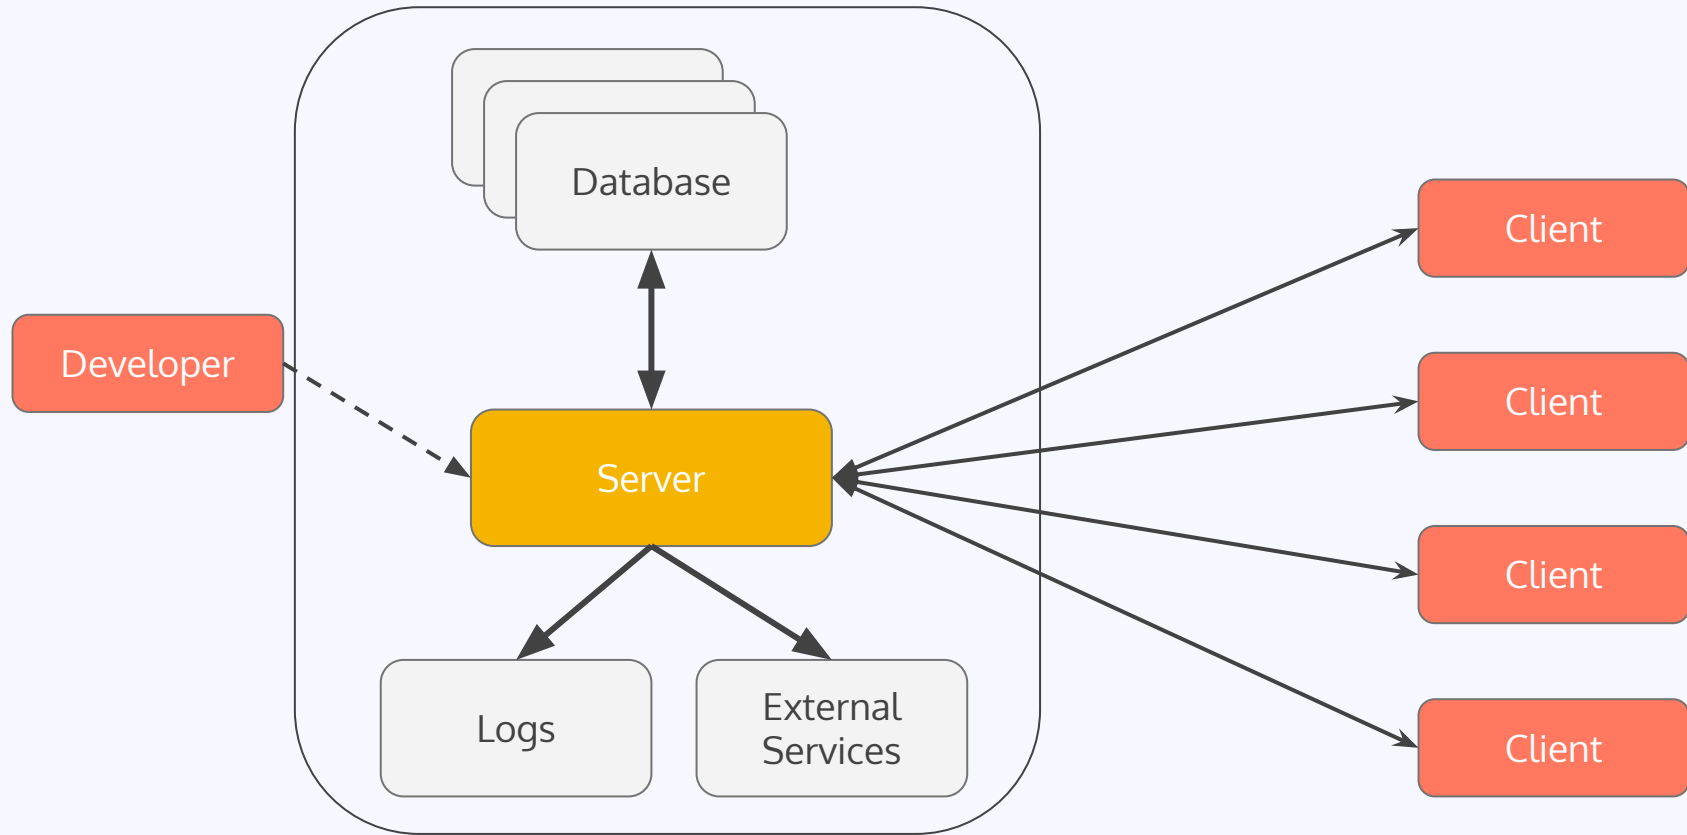 Database
Developer
Server
Logs
External
Services
Client
Client
Client
Client